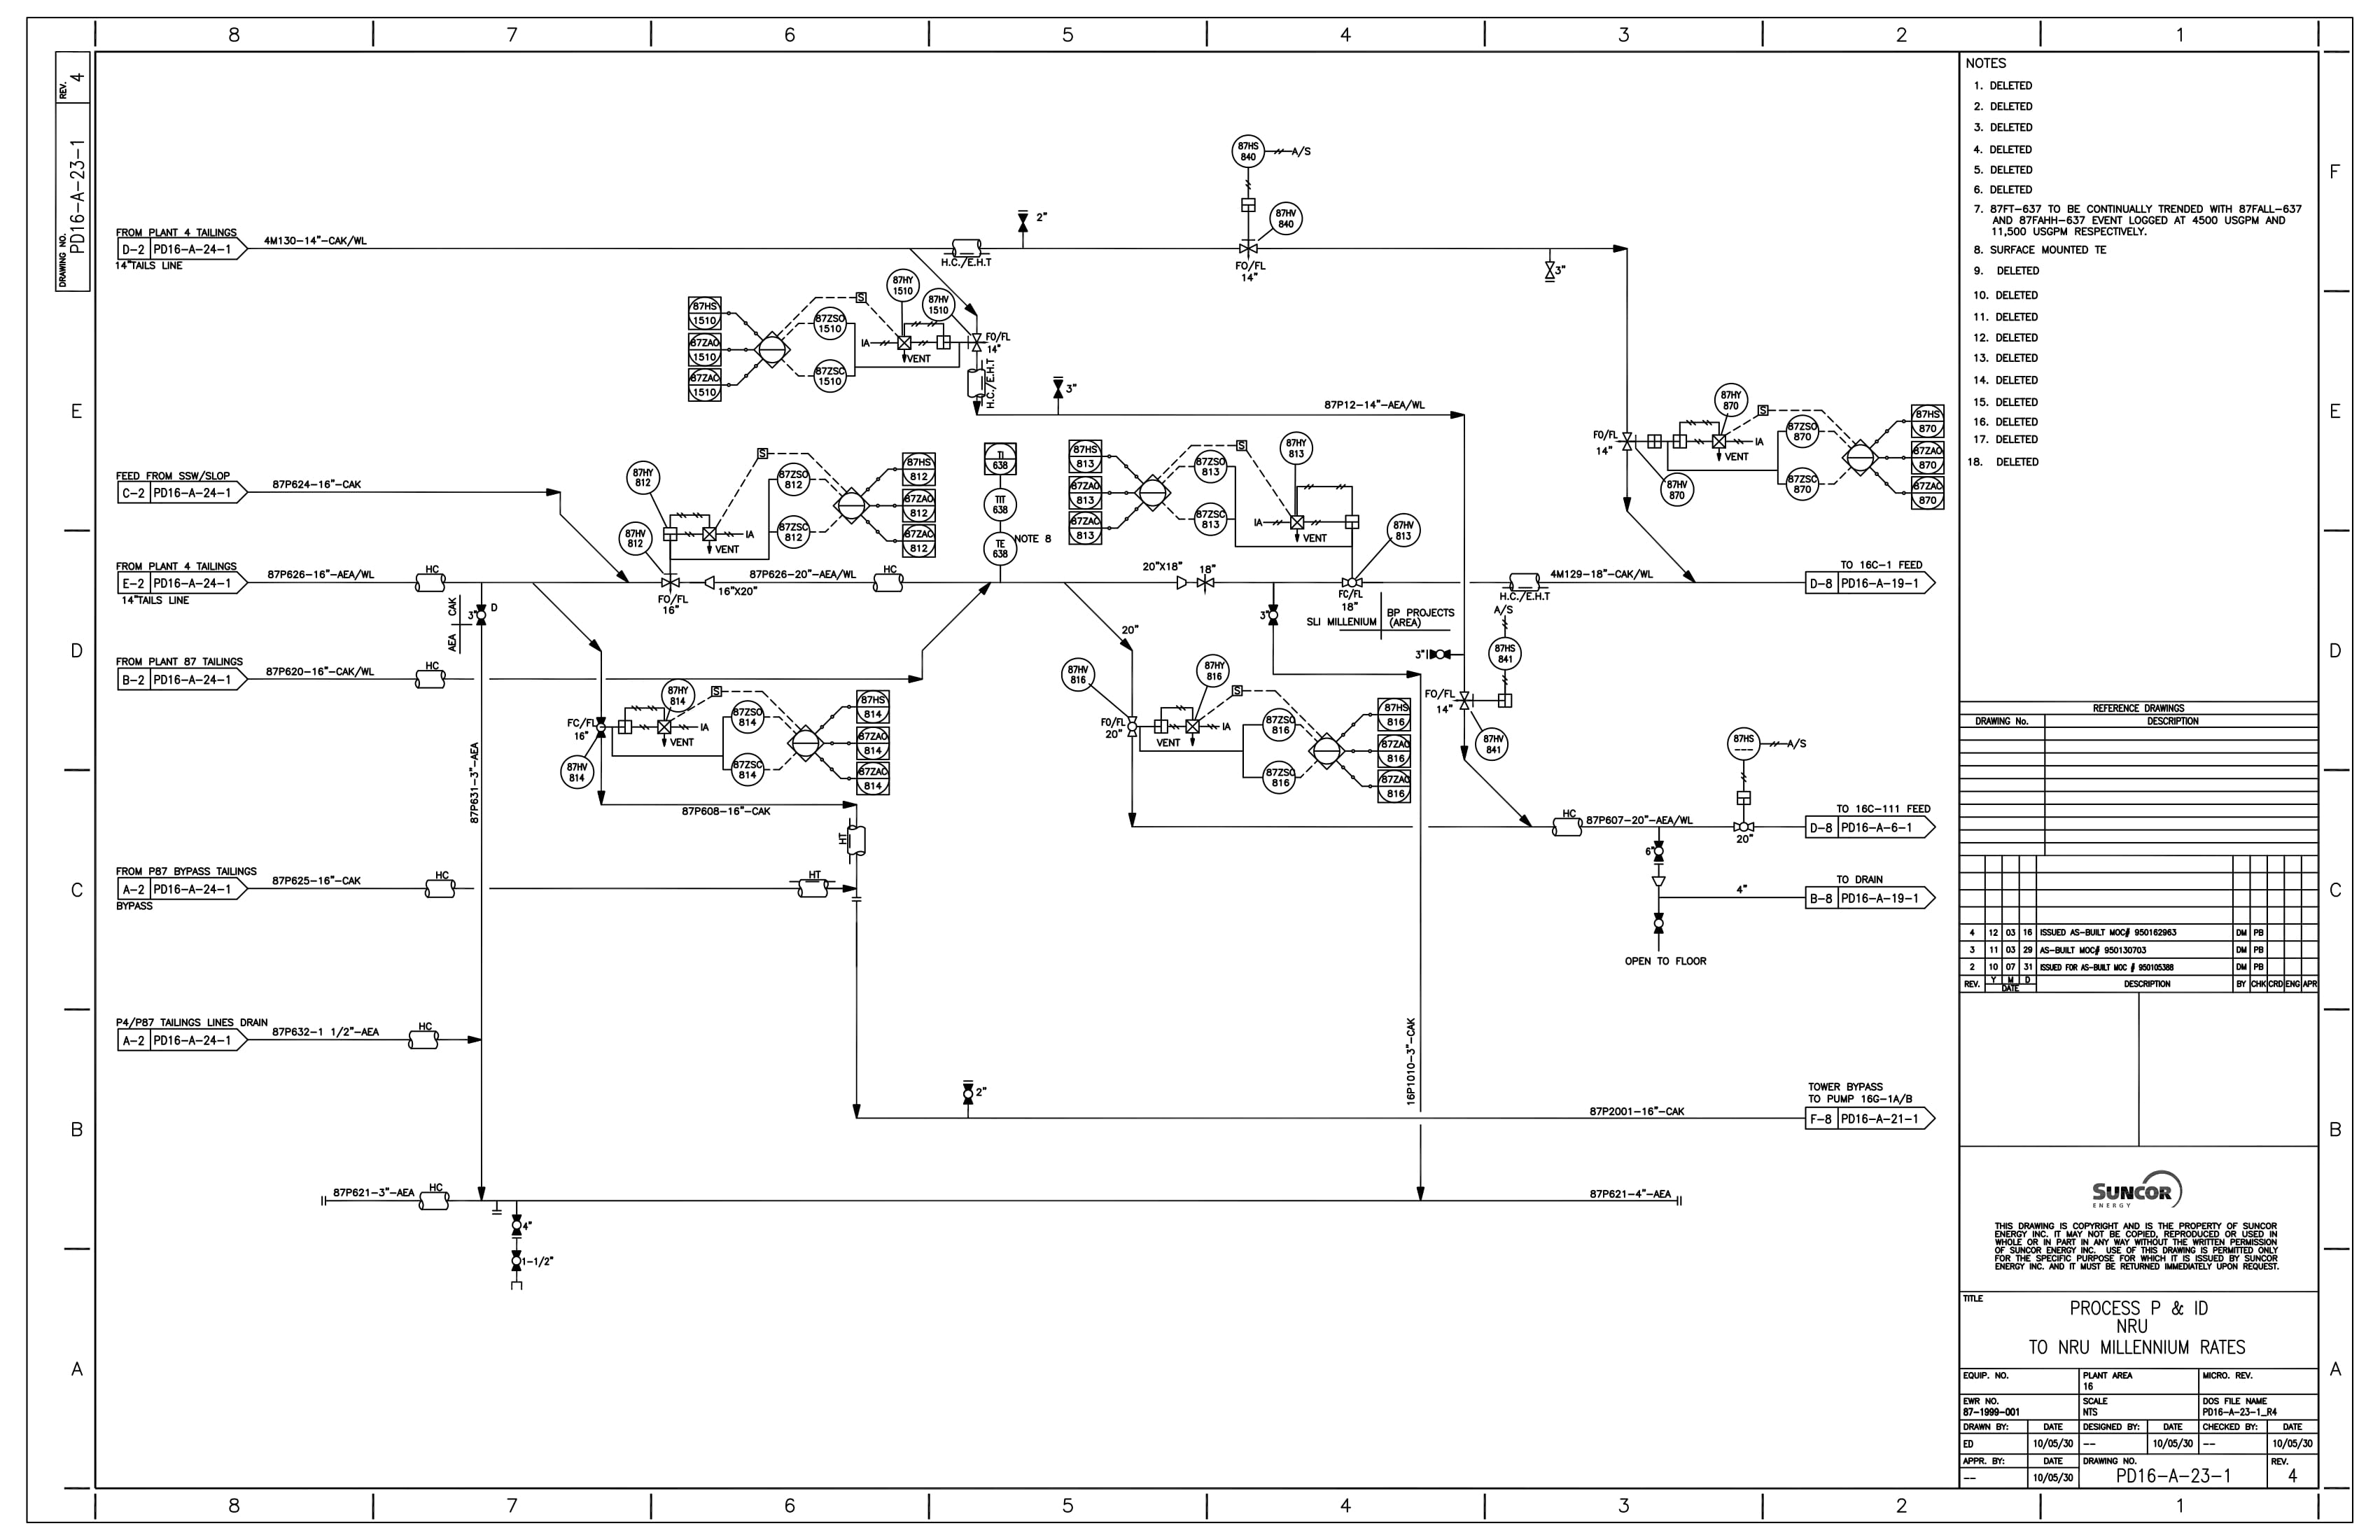 8 7 6 5 4 3 2 1
REV. 4
DRAWING NO. PD16-A-23-1
F
E
D
C
B
A
F
E
D
C
B
A
87HS 840
A/S
87HV 840
FO/FL
14"
2"
3"
FROM PLANT 4 TAILINGS
D-2 PD16-A-24-1
14"TAILS LINE
4M130-14"-CAK/WL
H.C./E.H.T
87HS 1510
87ZAO 1510
87ZAC 1510
87ZSO 1510
87ZSC 1510
S
87HY 1510
87HV 1510
IA
VENT
FO/FL
14"
H.C./E.H.T
3"
87P12-14"-AEA/WL
FO/FL
14"
87HY 870
S
IA
VENT
87HV 870
87ZSO 870
87ZSC 870
87HS 870
87ZAO 870
87ZAC 870
FEED FROM SSW/SLOP
C-2 PD16-A-24-1
87P624-16"-CAK
87HY 812
87HV 812
S
IA
VENT
87ZSO 812
87ZSC 812
87HS 812
87ZAO 812
87ZAC 812
TI 638
TIT 638
TE 638
NOTE 8
87HS 813
87ZAO 813
87ZAC 813
87ZSO 813
87ZSC 813
S
87HY 813
IA
VENT
87HV 813
FROM PLANT 4 TAILINGS
E-2 PD16-A-24-1
14"TAILS LINE
87P626-16"-AEA/WL
HC
FO/FL
16"
16"X20"
87P626-20"-AEA/WL
HC
20"X18"
18"
FC/FL
18"
4M129-18"-CAK/WL
H.C./E.H.T
TO 16C-1 FEED
D-8 PD16-A-19-1
AEA CAK
3"
D
3"
SLI MILLENIUM
BP PROJECTS
(AREA)
A/S
87HS 841
3"
FO/FL
14"
87HV 841
20"
FROM PLANT 87 TAILINGS
B-2 PD16-A-24-1
87P620-16"-CAK/WL
HC
FC/FL
16"
87HV 814
87HY 814
S
IA
VENT
87ZSO 814
87ZSC 814
87HS 814
87ZAO 814
87ZAC 814
87HV 816
FO/FL
20"
87HY 816
S
IA
VENT
87ZSO 816
87ZSC 816
87HS 816
87ZAO 816
87ZAC 816
87HS ---
A/S
87P631-3"-AEA
87P608-16"-CAK
HT
HC
87P607-20"-AEA/WL
20"
TO 16C-111 FEED
D-8 PD16-A-6-1
6"
4"
TO DRAIN
B-8 PD16-A-19-1
OPEN TO FLOOR
FROM P87 BYPASS TAILINGS
A-2 PD16-A-24-1
BYPASS
87P625-16"-CAK
HC
HT
P4/P87 TAILINGS LINES DRAIN
A-2 PD16-A-24-1
87P632-1 1/2"-AEA
HC
16P1010-3"-CAK
2"
87P2001-16"-CAK
TOWER BYPASS
TO PUMP 16G-1A/B
F-8 PD16-A-21-1
87P621-3"-AEA
HC
87P621-4"-AEA
4"
1-1/2"
NOTES
1. DELETED
2. DELETED
3. DELETED
4. DELETED
5. DELETED
6. DELETED
7. 87FT-637 TO BE CONTINUALLY TRENDED WITH 87FALL-637
AND 87FAHH-637 EVENT LOGGED AT 4500 USGPM AND
11,500 USGPM RESPECTIVELY.
8. SURFACE MOUNTED TE
9. DELETED
10. DELETED
11. DELETED
12. DELETED
13. DELETED
14. DELETED
15. DELETED
16. DELETED
17. DELETED
18. DELETED
REFERENCE DRAWINGS
DRAWING No. DESCRIPTION
4 12 03 16 ISSUED AS-BUILT MOC# 950162963 DM PB
3 11 03 29 AS-BUILT MOC# 950130703 DM PB
2 10 07 31 ISSUED FOR AS-BUILT MOC # 950105388 DM PB
REV. Y M D DATE DESCRIPTION BY CHK CRD ENG APR
SUNCOR
ENERGY
THIS DRAWING IS COPYRIGHT AND IS THE PROPERTY OF SUNCOR
ENERGY INC. IT MAY NOT BE COPIED, REPRODUCED OR USED IN
WHOLE OR IN PART IN ANY WAY WITHOUT THE WRITTEN PERMISSION
OF SUNCOR ENERGY INC. USE OF THIS DRAWING IS PERMITTED ONLY
FOR THE SPECIFIC PURPOSE FOR WHICH IT IS ISSUED BY SUNCOR
ENERGY INC. AND IT MUST BE RETURNED IMMEDIATELY UPON REQUEST.
TITLE
PROCESS P & ID
NRU
TO NRU MILLENNIUM RATES
EQUIP. NO. PLANT AREA MICRO. REV.
16
EWR NO. SCALE DOS FILE NAME
87-1999-001 NTS PD16-A-23-1_R4
DRAWN BY: DATE DESIGNED BY: DATE CHECKED BY: DATE
ED 10/05/30 -- 10/05/30 -- 10/05/30
APPR. BY: DATE DRAWING NO. REV.
-- 10/05/30 PD16-A-23-1 4
8 7 6 5 4 3 2 1